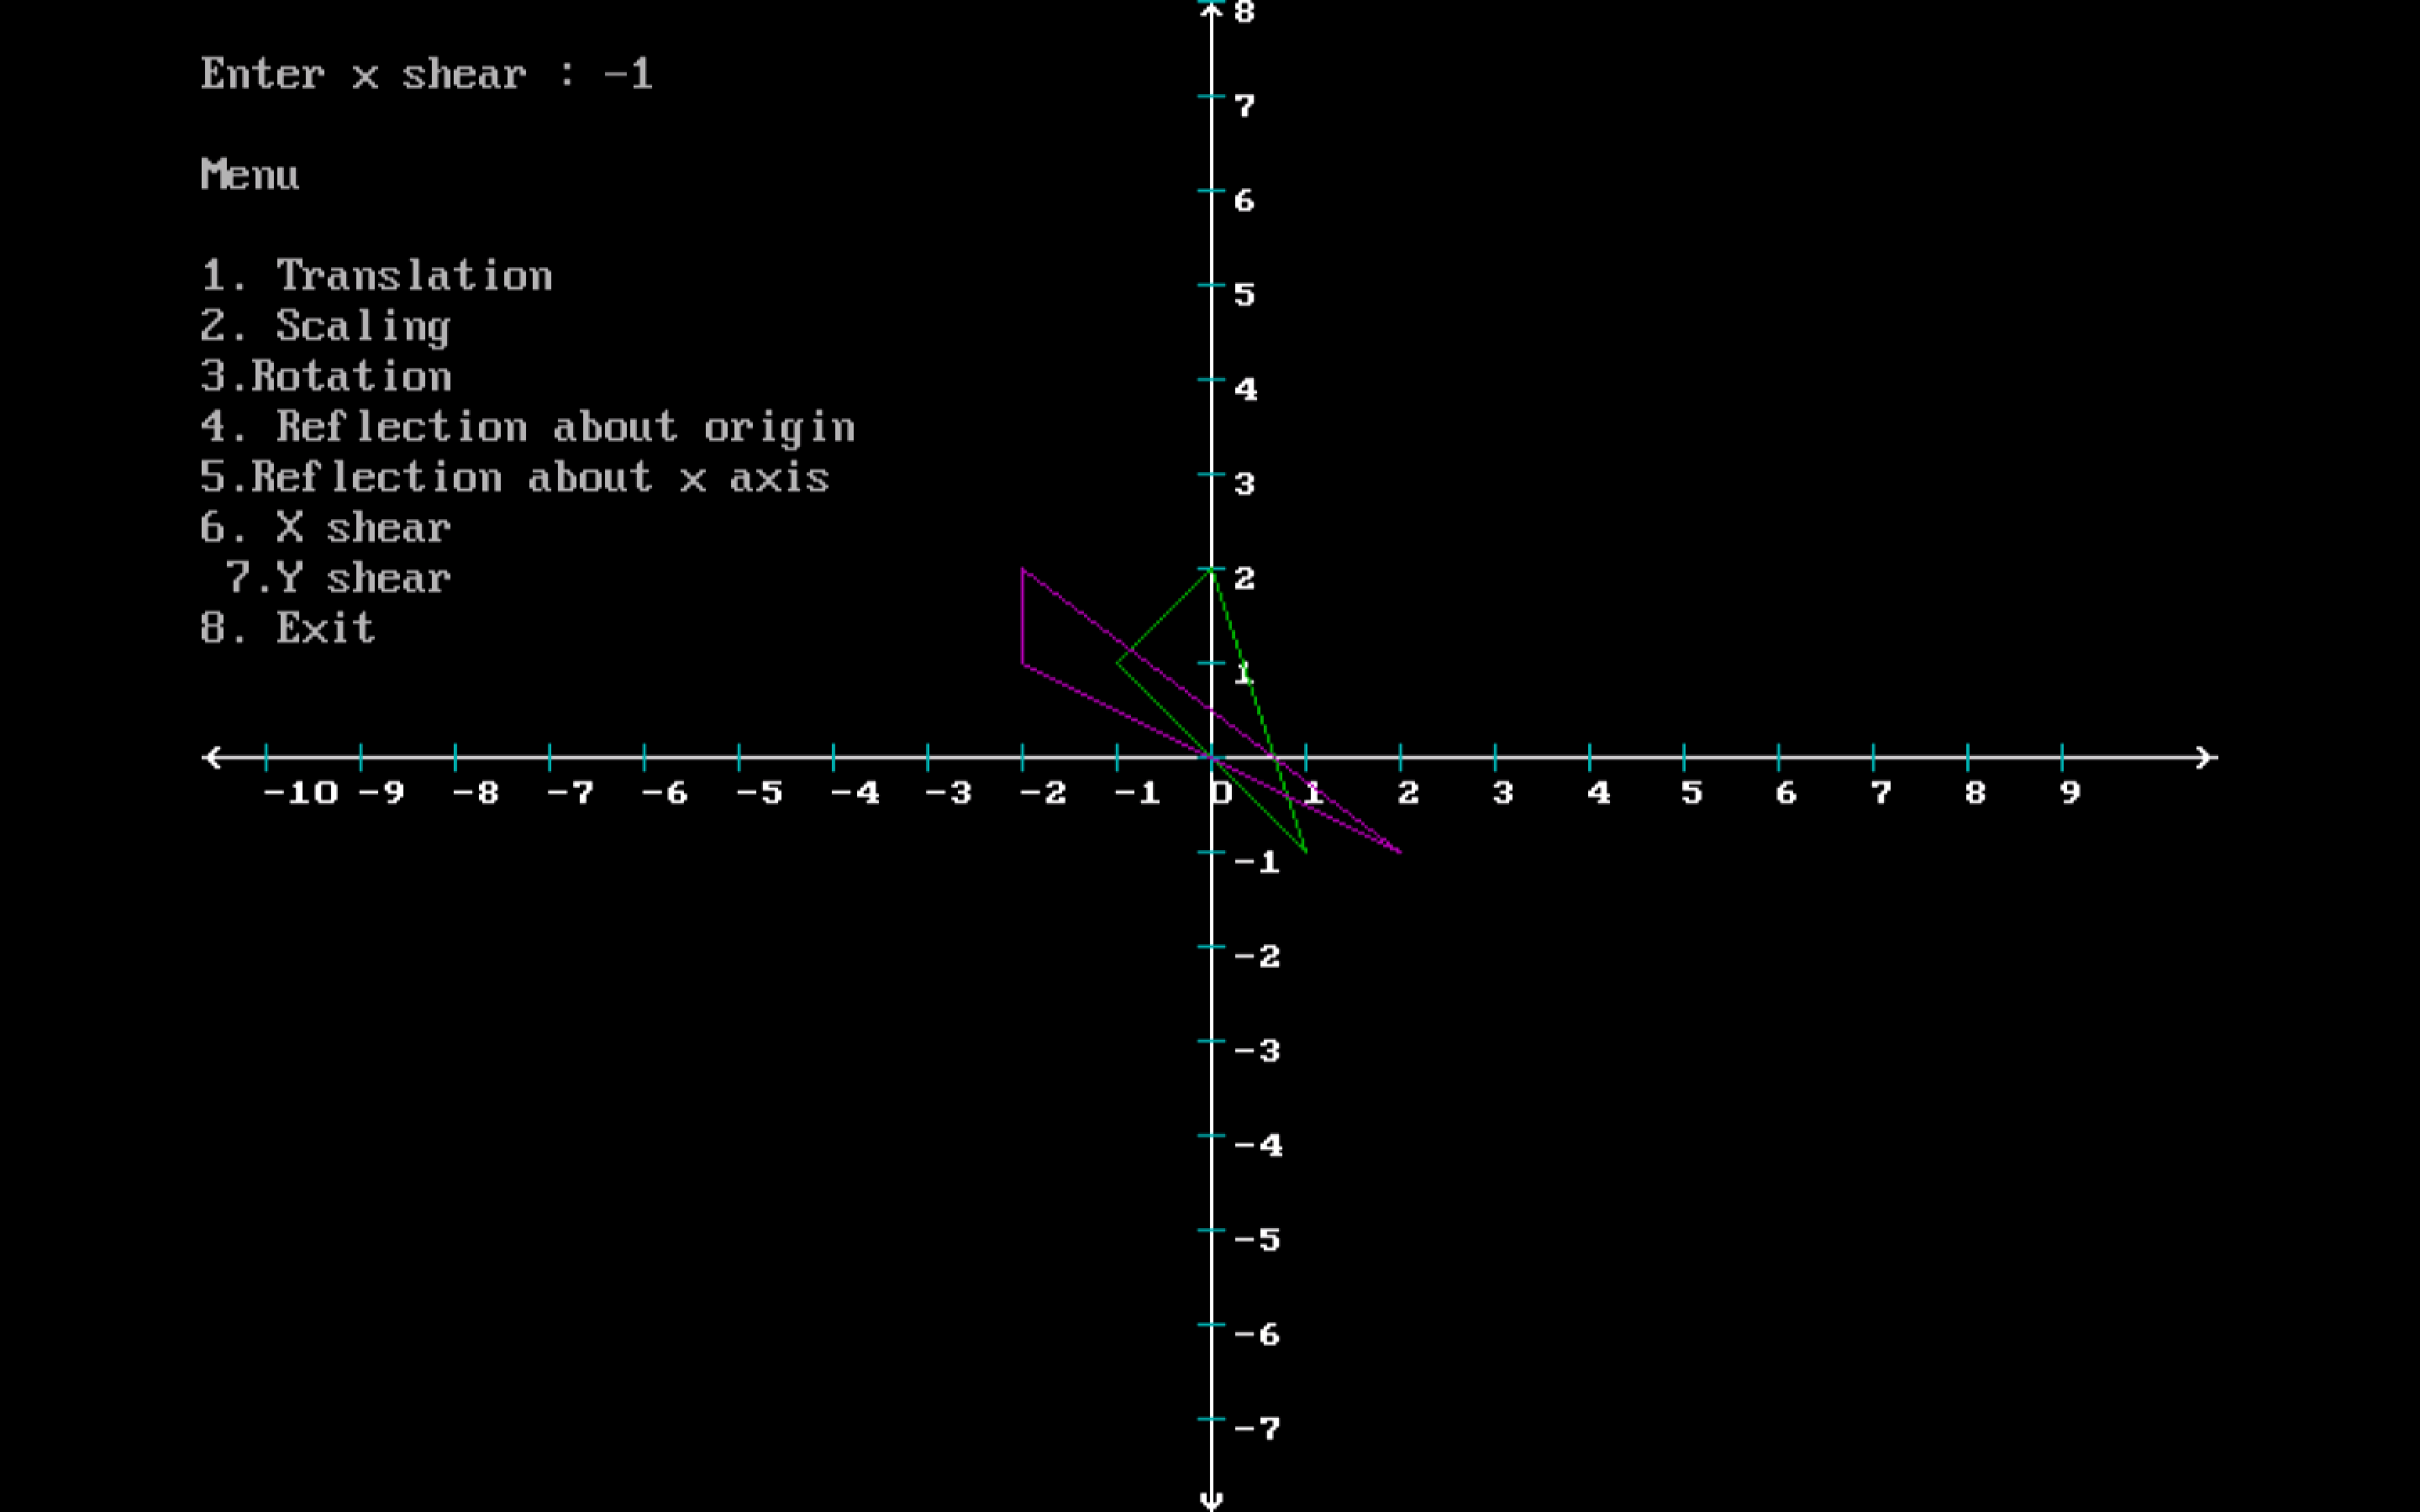 Enter x shear : -1
Menu
1. Translation
2. Scaling
3.Rotation
4. Reflection about origin
5.Reflection about x axis
6. X shear
7.Y shear
8. Exit
8
7
6
5
4
3
2
1
-10 -9 -8 -7 -6 -5 -4 -3 -2 -1 0 1 2 3 4 5 6 7 8 9
-1
-2
-3
-4
-5
-6
-7